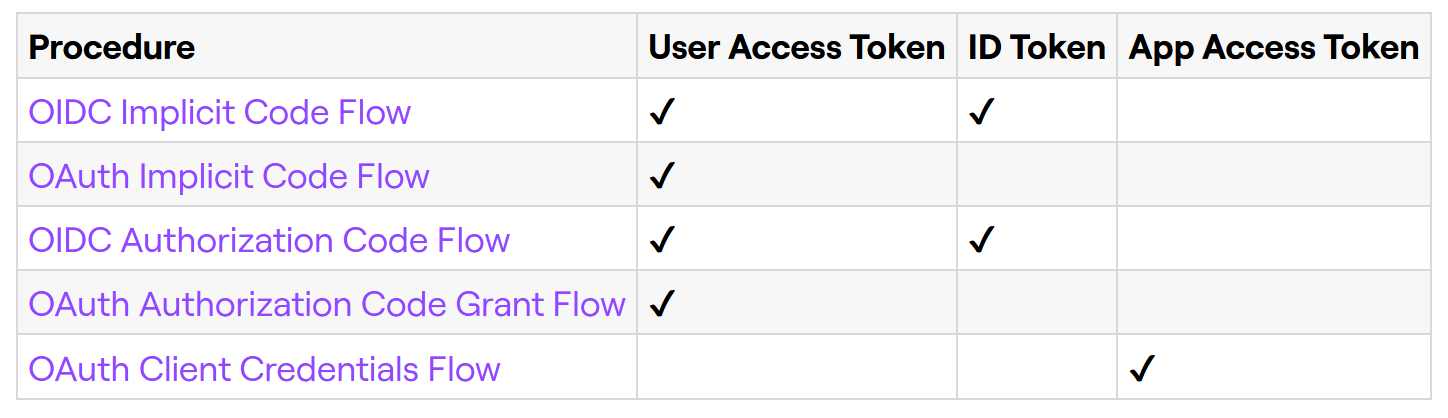 Procedure User Access Token ID Token App Access Token
OIDC Implicit Code Flow ✓ ✓
OAuth Implicit Code Flow ✓
OIDC Authorization Code Flow ✓ ✓
OAuth Authorization Code Grant Flow ✓
OAuth Client Credentials Flow ✓